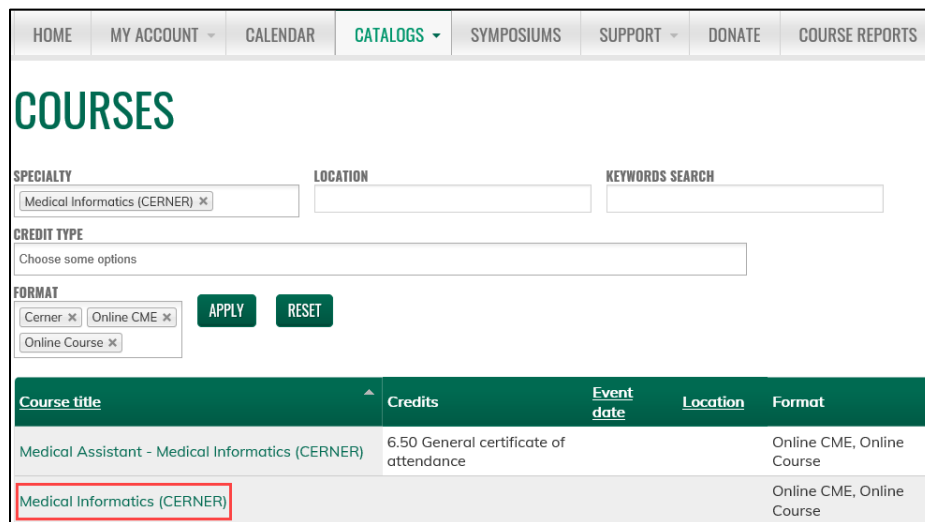 HOME MY ACCOUNT CALENDAR CATALOGS SYMPOSIUMS SUPPORT DONATE COURSE REPORTS
COURSES
SPECIALTY LOCATION KEYWORDS SEARCH
Medical Informatics (CERNER) ×
CREDIT TYPE
Choose some options
FORMAT
Cerner × Online CME × APPLY RESET
Online Course ×
Course title Credits Event date Location Format
Medical Assistant - Medical Informatics (CERNER) 6.50 General certificate of attendance Online CME, Online Course
Medical Informatics (CERNER) Online CME, Online Course